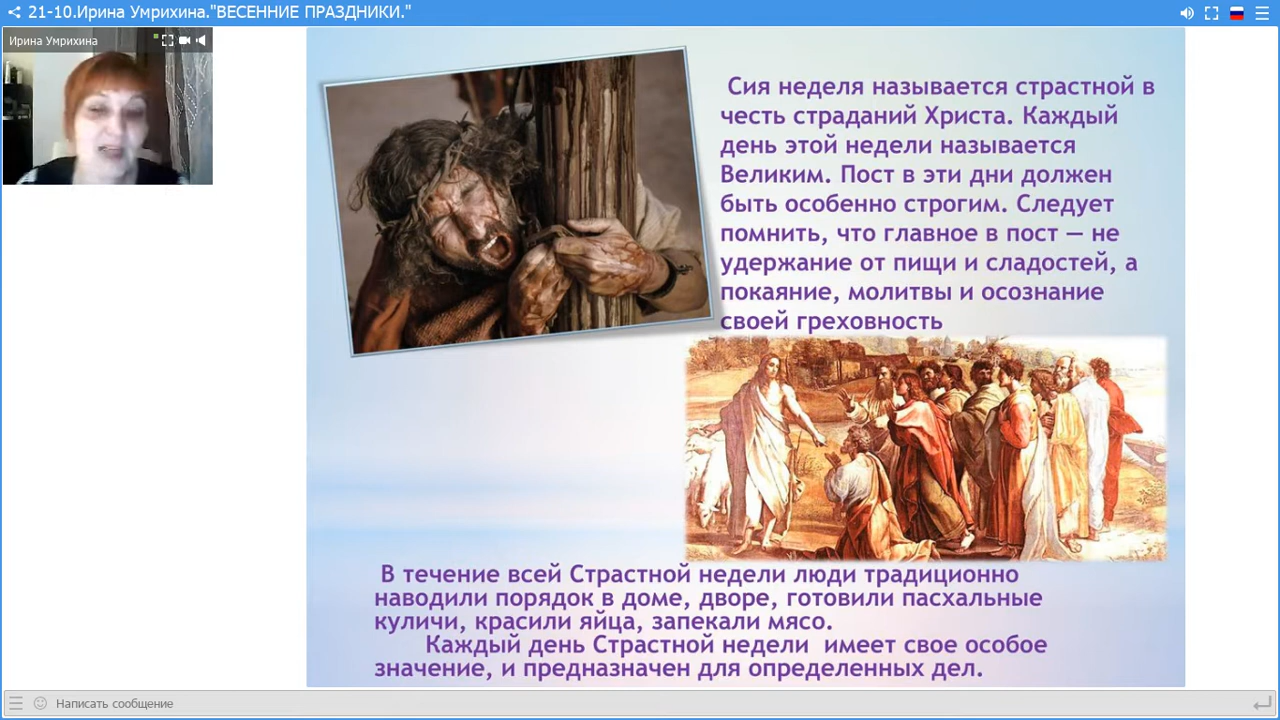 21-10.Ирина Умрихина."ВЕСЕННИЕ ПРАЗДНИКИ."
Ирина Умрихина
Сия неделя называется страстной в
честь страданий Христа. Каждый
день этой недели называется
Великим. Пост в эти дни должен
быть особенно строгим. Следует
помнить, что главное в пост — не
удержание от пищи и сладостей, а
покаяние, молитвы и осознание
своей греховность
В течение всей Страстной недели люди традиционно
наводили порядок в доме, дворе, готовили пасхальные
куличи, красили яйца, запекали мясо.
Каждый день Страстной недели имеет свое особое
значение, и предназначен для определенных дел.
Написать сообщение